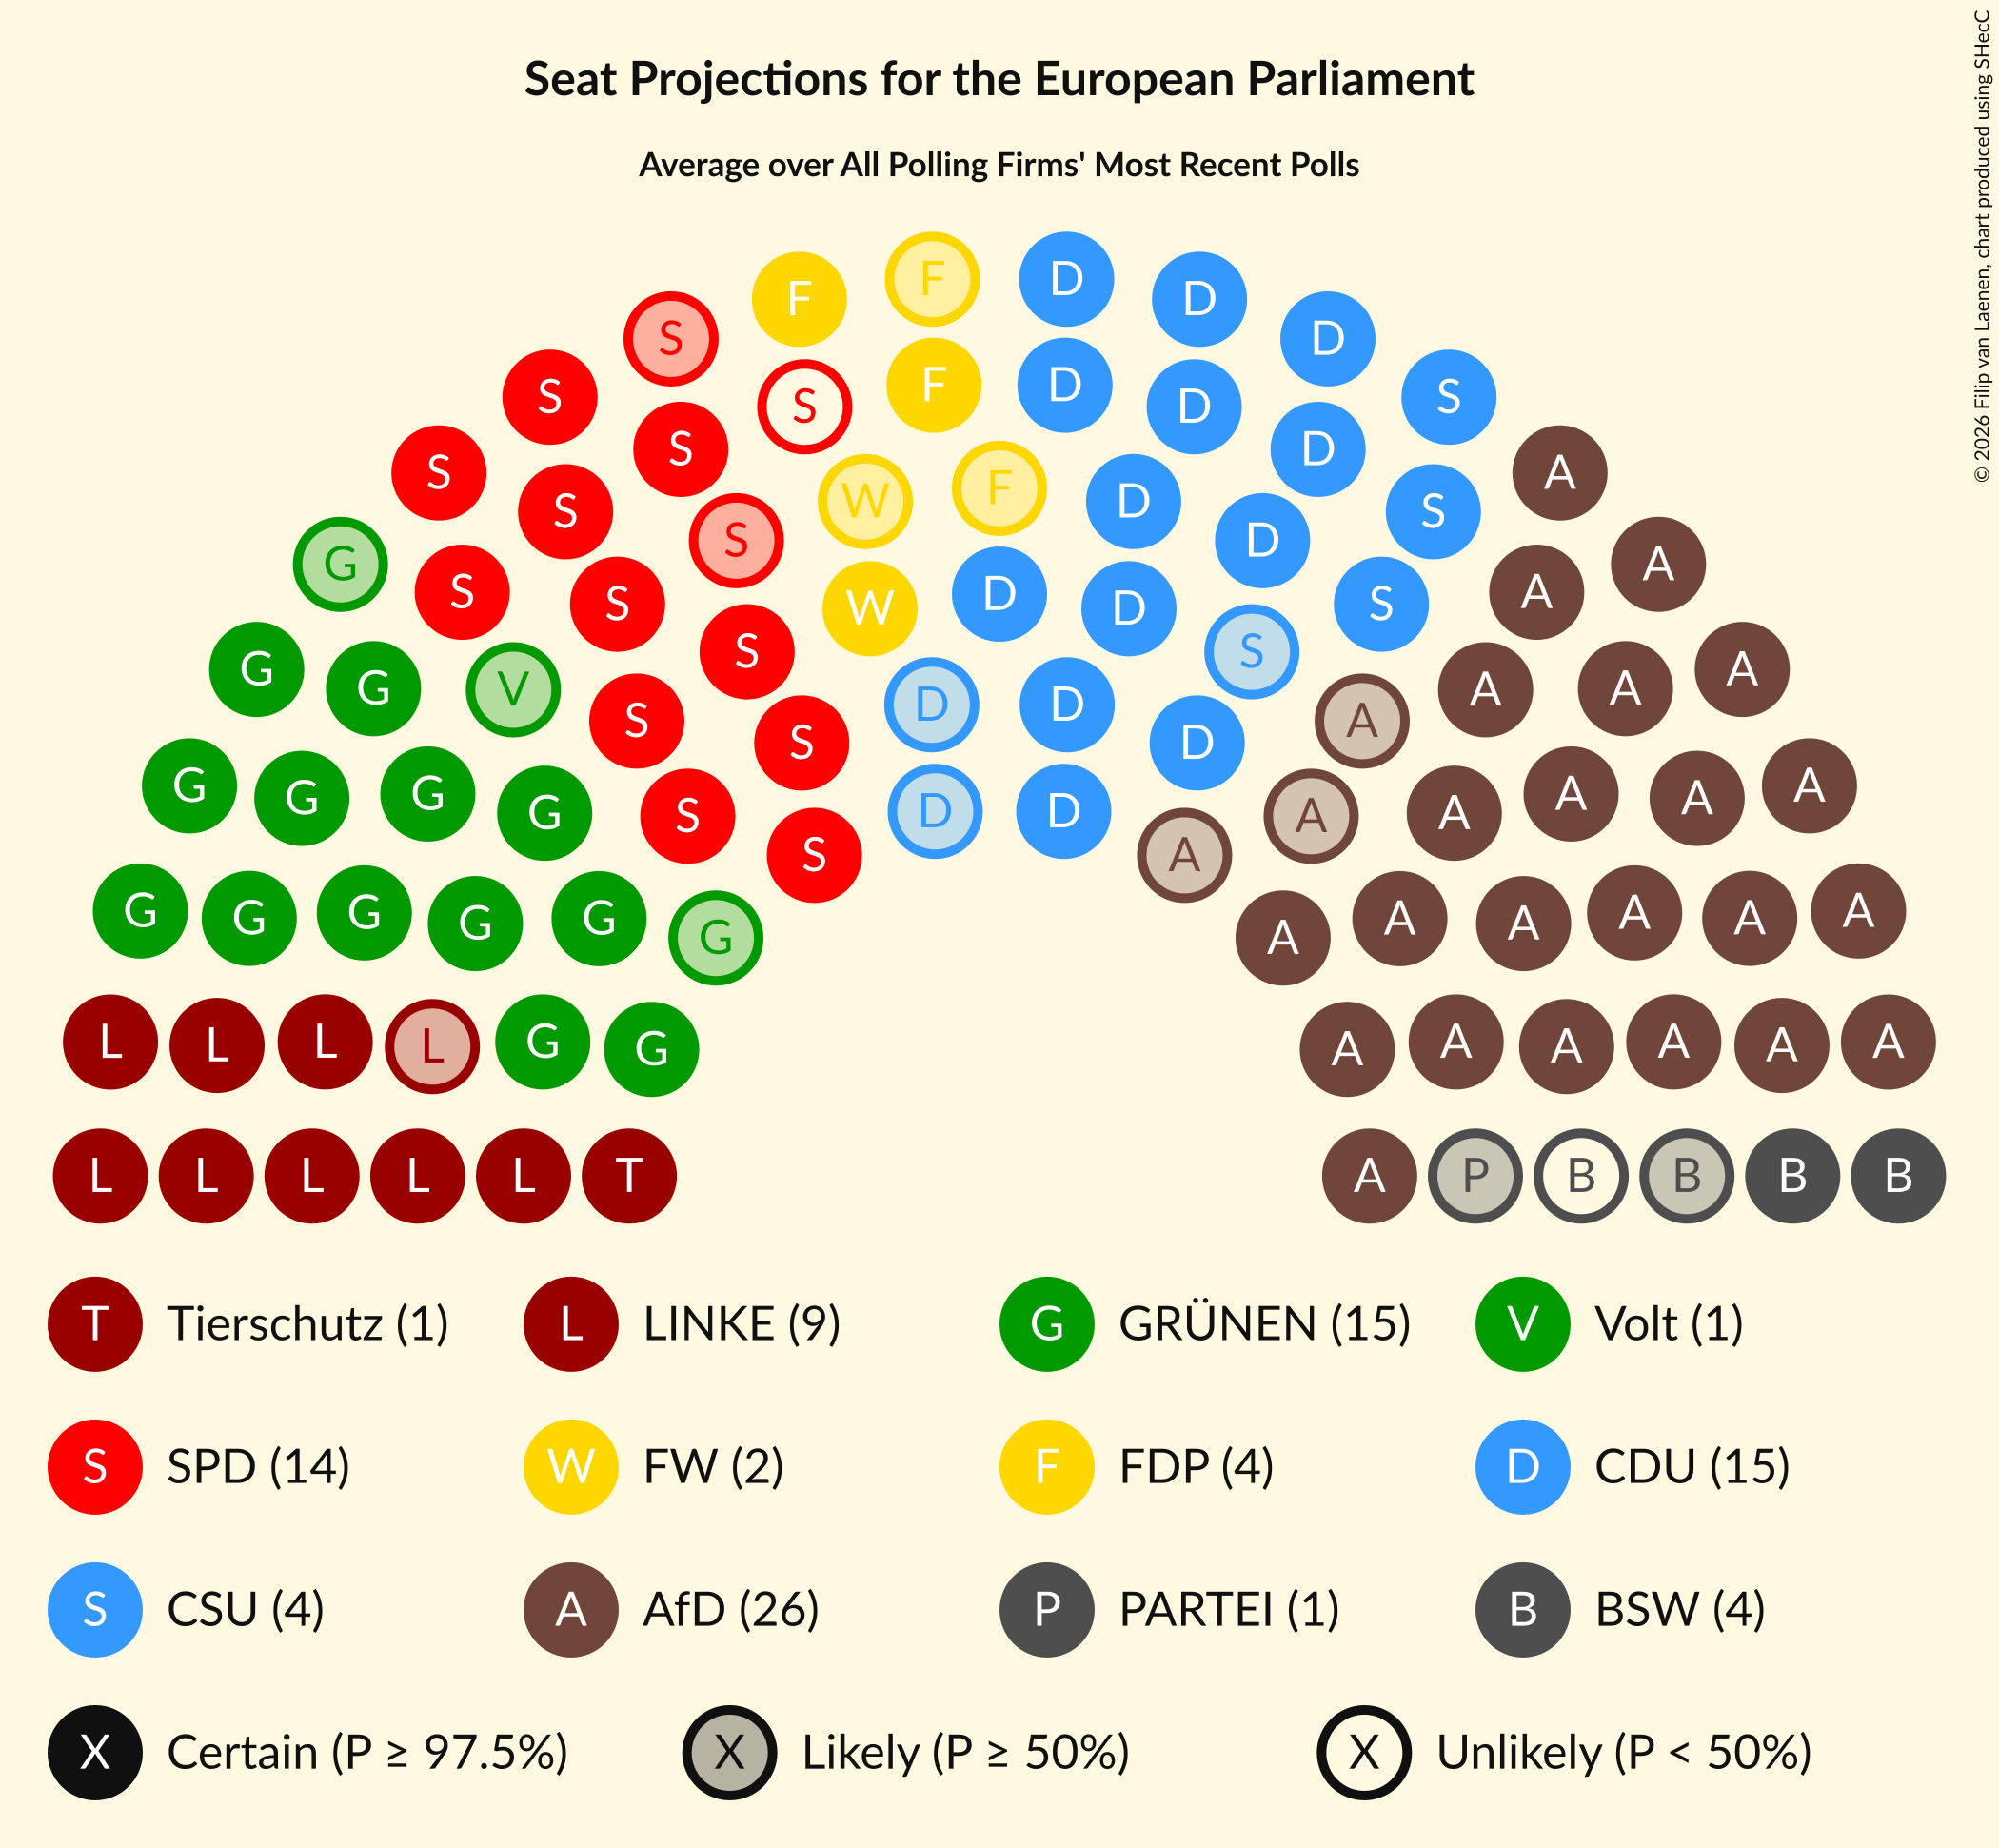 Seat Projections for the European Parliament
Average over All Polling Firms' Most Recent Polls
© 2026 Filip van Laenen, chart produced using SHecC
F F D D
S D
S S F D D S
S S W F D D A
G S S D S A
S S W D D S A
G G V S S A A A
S S D D D A
G G G G S D D A A A A A
S A
G G G G G G A A A A A A
L L L L G G A A A A A A
L L L L L T A P B B B B
T Tierschutz (1) L LINKE (9) G GRÜNEN (15) V Volt (1)
S SPD (14) W FW (2) F FDP (4) D CDU (15)
S CSU (4) A AfD (26) P PARTEI (1) B BSW (4)
X Certain (P ≥ 97.5%) X Likely (P ≥ 50%) X Unlikely (P < 50%)